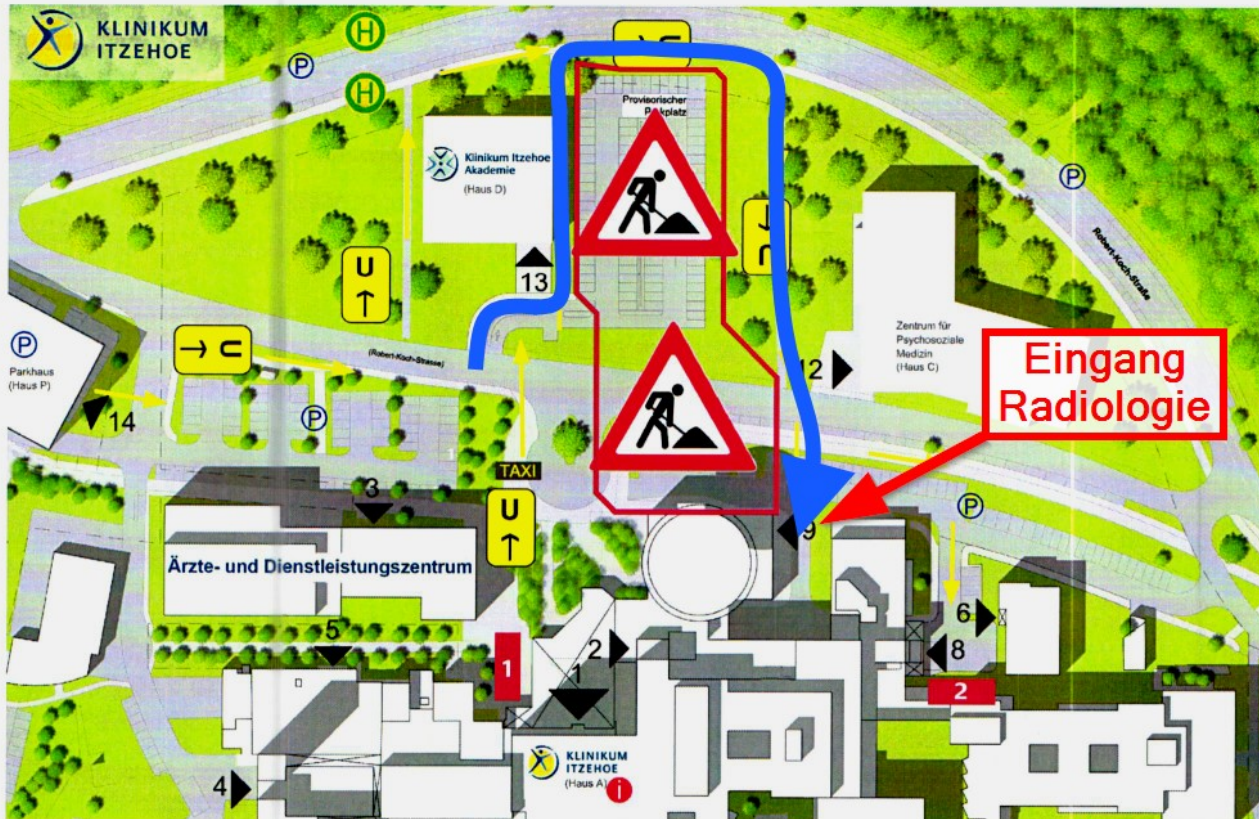 KLINIKUM
ITZEHOE
H
H
P
Provisorischer
Parkplatz
Klinikum Itzehoe
Akademie
(Haus D)
P
Robert-Koch-Straße
13
U
U
U
P
Parkhaus
(Haus P)
14
(Robert-Koch-Strasse)
P
Zentrum für
Psychosoziale
Medizin
(Haus C)
12
Eingang
Radiologie
TAXI
U
3
P
9
Ärzte- und Dienstleistungszentrum
6
8
5
2
1
1
2
KLINIKUM
ITZEHOE
(Haus A)
i
4